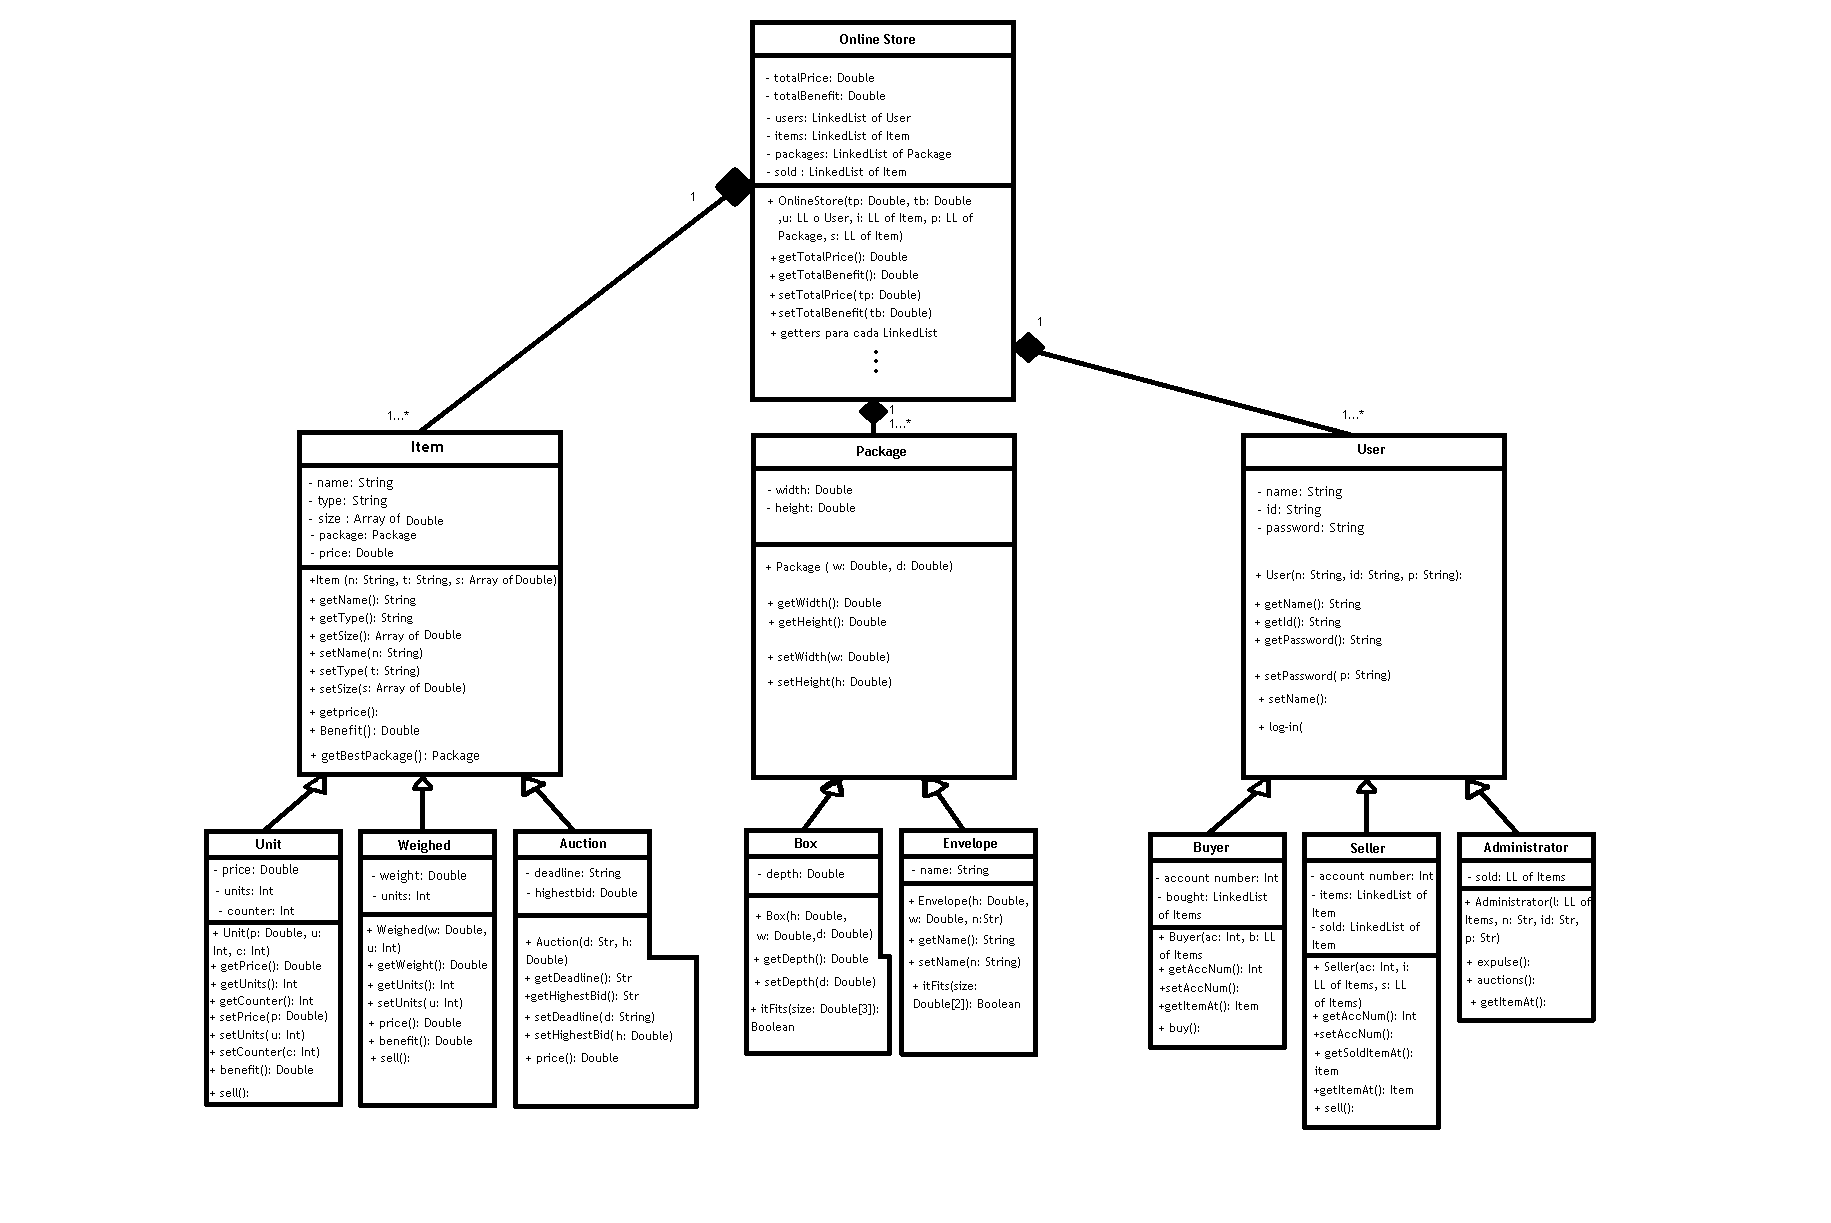 Online Store
- totalPrice: Double
- totalBenefit: Double
- users: LinkedList of User
- items: LinkedList of Item
- packages: LinkedList of Package
- sold : LinkedList of Item
+ OnlineStore(tp: Double, tb: Double
,u: LL o User, i: LL of Item, p: LL of
Package, s: LL of Item)
+ getTotalPrice(): Double
+ getTotalBenefit(): Double
+ setTotalPrice( tp: Double)
+ setTotalBenefit( tb: Double)
+ getters para cada LinkedList
1
1...*
1
1...*
1
1...*
Item
- name: String
- type: String
- size : Array of Double
- package: Package
- price: Double
+Item (n: String, t: String, s: Array of Double)
+ getName(): String
+ getType(): String
+ getSize(): Array of Double
+ setName(n: String)
+ setType( t: String)
+ setSize(s: Array of Double)
+ getprice():
+ Benefit(): Double
+ getBestPackage(): Package
Package
- width: Double
- height: Double
+ Package ( w: Double, d: Double)
+ getWidth(): Double
+ getHeight(): Double
+ setWidth(w: Double)
+ setHeight(h: Double)
User
- name: String
- id: String
- password: String
+ User(n: String, id: String, p: String):
+ getName(): String
+ getId(): String
+ getPassword(): String
+ setPassword( p: String)
+ setName():
+ log-in(
Unit
- price: Double
- units: Int
- counter: Int
+ Unit(p: Double, u:
Int, c: Int)
+ getPrice(): Double
+ getUnits(): Int
+ getCounter(): Int
+ setPrice(p: Double)
+ setUnits( u: Int)
+ setCounter(c: Int)
+ benefit(): Double
+ sell():
Weighed
- weight: Double
- units: Int
+ Weighed(w: Double,
u: Int)
+ getWeight(): Double
+ getUnits(): Int
+ setUnits( u: Int)
+ price(): Double
+ benefit(): Double
+ sell():
Auction
- deadline: String
- highestbid: Double
+ Auction(d: Str, h:
Double)
+ getDeadline(): Str
+getHighestBid(): Str
+ setDeadline(d: String)
+ setHighestBid( h: Double)
+ price(): Double
Box
- depth: Double
+ Box(h: Double,
w: Double,d: Double)
+ getDepth(): Double
+ setDepth(d: Double)
+ itFits(size: Double[3]):
Boolean
Envelope
- name: String
+ Envelope(h: Double,
w: Double, n:Str)
+ getName(): String
+ setName(n: String)
+ itFits(size:
Double[2]): Boolean
Buyer
- account number: Int
- bought: LinkedList
of Items
+ Buyer(ac: Int, b: LL
of Items)
+ getAccNum(): Int
+setAccNum():
+getItemAt(): Item
+ buy():
Seller
- account number: Int
- items: LinkedList of
Item
- sold: LinkedList of
Item
+ Seller(ac: Int, i:
LL of Items, s: LL
of Items)
+ getAccNum(): Int
+setAccNum():
+ getSoldItemAt():
item
+getItemAt(): Item
+ sell():
Administrator
- sold: LL of Items
+ Administrator(l: LL of
Items, n: Str, id: Str,
p: Str)
+ expulse():
+ auctions():
+ getItemAt():